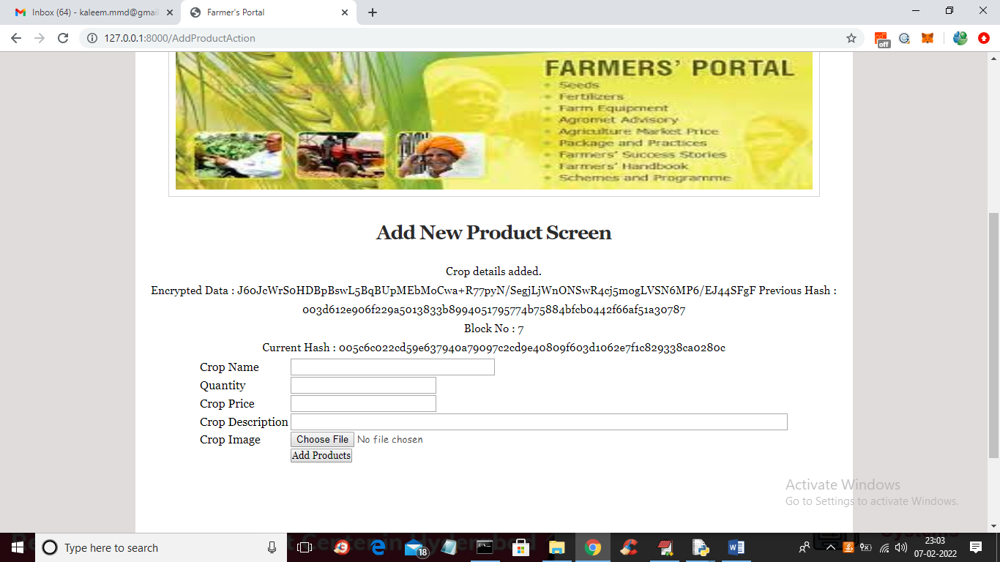 Inbox (64) - kaleem.mmd@gmail
Farmer's Portal
127.0.0.1:8000/AddProductAction
off
FARMERS' PORTAL
Seeds
Fertilizers
Farm Equipment
Agromet Advisory
Agriculture Market Price
Package and Practices
Farmers' Success Stories
Farmers' Handbook
Schemes and Programme
Add New Product Screen
Crop details added.
Encrypted Data : J6oJcWrS0HDBpBswL5BqBUpMEbMoCwa+R77pyN/SegjLjWnONSwR4cj5mogLVSN6MP6/EJ44SFgF Previous Hash :
003d612e906f229a5013833b8994051795774b75884bfcb0442f66af51a30787
Block No : 7
Current Hash : 005c6c022cd59e637940a79097c2cd9e40809f603d1062e7f1c829338ca0280c
Crop Name
Quantity
Crop Price
Crop Description
Crop Image Choose File No file chosen
Add Products
Activate Windows
Go to Settings to activate Windows.
Type here to search
18
23:03
07-02-2022